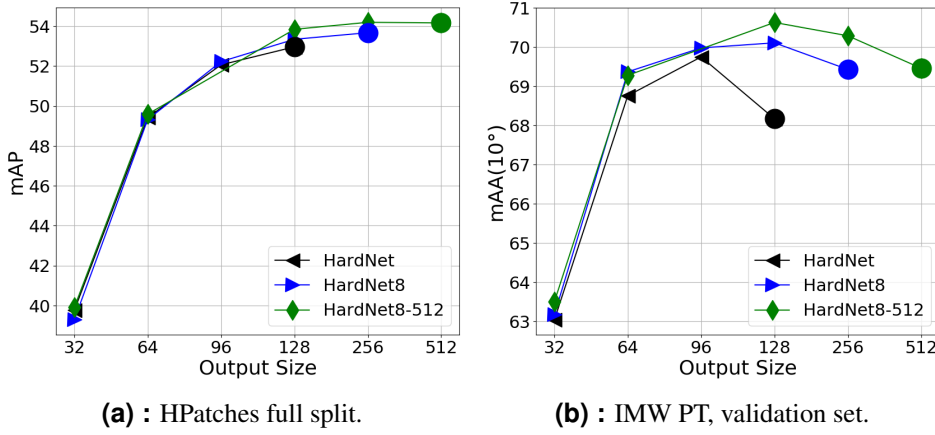 54
52
50
48
46
44
42
40
mAP
HardNet
HardNet8
HardNet8-512
32 64 96 128 256 512
Output Size
(a) : HPatches full split.
71
70
69
68
67
66
65
64
63
mAA(10°)
HardNet
HardNet8
HardNet8-512
32 64 96 128 256 512
Output Size
(b) : IMW PT, validation set.